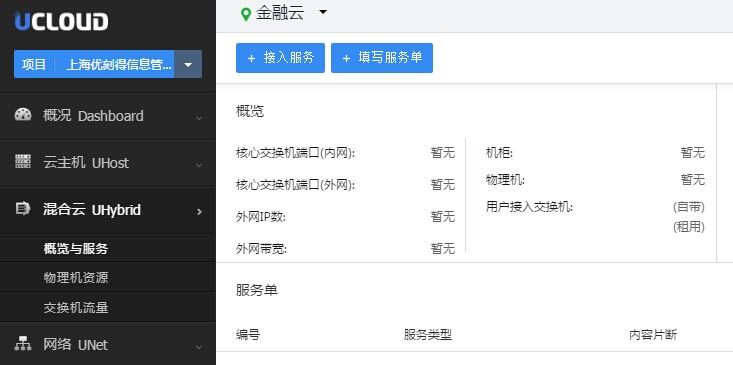 UCLOUD
项目 上海优刻得信息管...
概况 Dashboard
云主机 UHost
混合云 UHybrid
概览与服务
物理机资源
交换机流量
网络 UNet
金融云
+ 接入服务 + 填写服务单
概览
核心交换机端口(内网): 暂无
核心交换机端口(外网): 暂无
外网IP数: 暂无
外网带宽: 暂无
机柜: 暂无
物理机: 暂无
用户接入交换机: (自带)
(租用)
服务单
编号 服务类型 内容片断